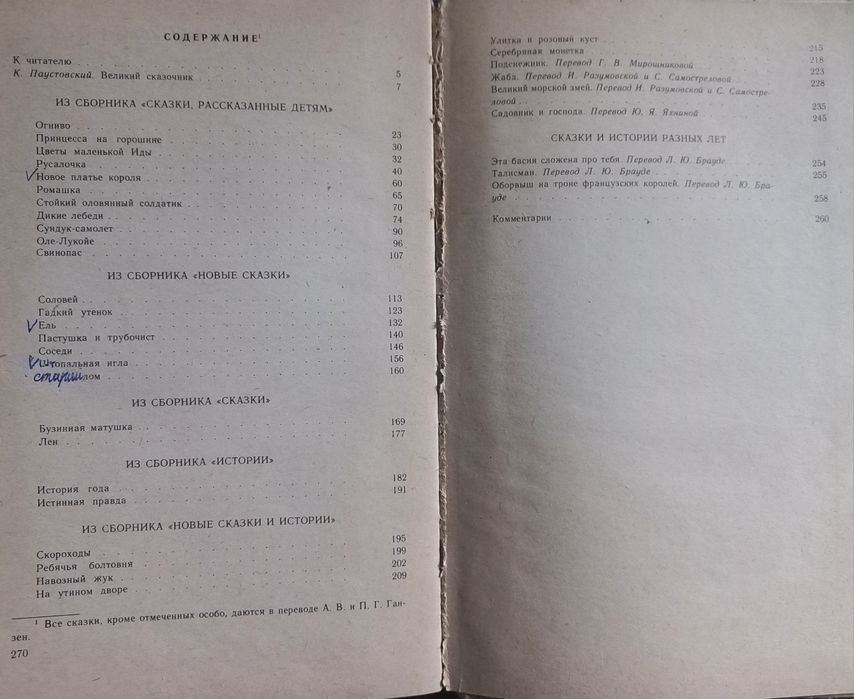 СОДЕРЖАНИЕ¹
К читателю . . . 5
К. Паустовский. Великий сказочник . . . 7
ИЗ СБОРНИКА «СКАЗКИ, РАССКАЗАННЫЕ ДЕТЯМ»
Огниво . . . 23
Принцесса на горошине . . . 30
Цветы маленькой Иды . . . 32
Русалочка . . . 40
Новое платье короля . . . 60
Ромашка . . . 65
Стойкий оловянный солдатик . . . 70
Дикие лебеди . . . 74
Сундук-самолет . . . 90
Оле-Лукойе . . . 96
Свинопас . . . 107
ИЗ СБОРНИКА «НОВЫЕ СКАЗКИ»
Соловей . . . 113
Гадкий утенок . . . 123
Ель . . . 132
Пастушка и трубочист . . . 140
Соседи . . . 146
Штопальная игла . . . 156
старш лом . . . 160
ИЗ СБОРНИКА «СКАЗКИ»
Бузинная матушка . . . 169
Лен . . . 177
ИЗ СБОРНИКА «ИСТОРИИ»
История года . . . 182
Истинная правда . . . 191
ИЗ СБОРНИКА «НОВЫЕ СКАЗКИ И ИСТОРИИ»
Скороходы . . . 195
Ребячья болтовня . . . 199
Навозный жук . . . 202
На утином дворе . . . 209
¹ Все сказки, кроме отмеченных особо, даются в переводе А. В. и П. Г. Ган-
зен.
270
Улитка и розовый куст . . . 215
Серебряная монетка . . . 218
Подснежник. Перевод Г. В. Мирошниковой . . . 223
Жаба. Перевод И. Разумовской и С. Самостреловой . . . 228
Великий морской змей. Перевод И. Разумовской и С. Самостре-
ловой . . . 235
Садовник и господа. Перевод Ю. Я. Яхниной . . . 245
СКАЗКИ И ИСТОРИИ РАЗНЫХ ЛЕТ
Эта басня сложена про тебя. Перевод Л. Ю. Брауде . . . 254
Талисман. Перевод Л. Ю. Брауде . . . 255
Оборвыш на троне французских королей. Перевод Л. Ю. Бра-
уде . . . 258
Комментарии . . . 260